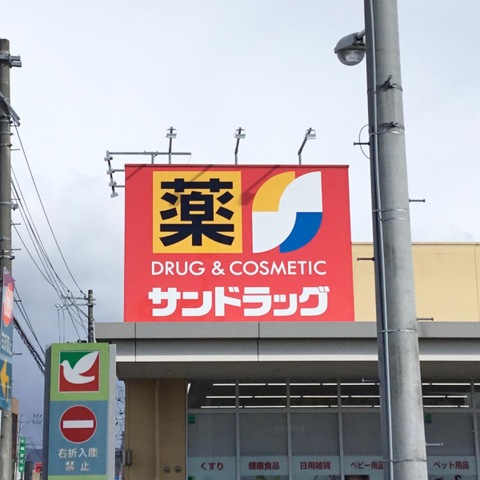 薬
DRUG & COSMETIC
サンドラッグ
右折入庫
禁止
くすり
健康食品
日用雑貨
ベビー用品
ペット用品